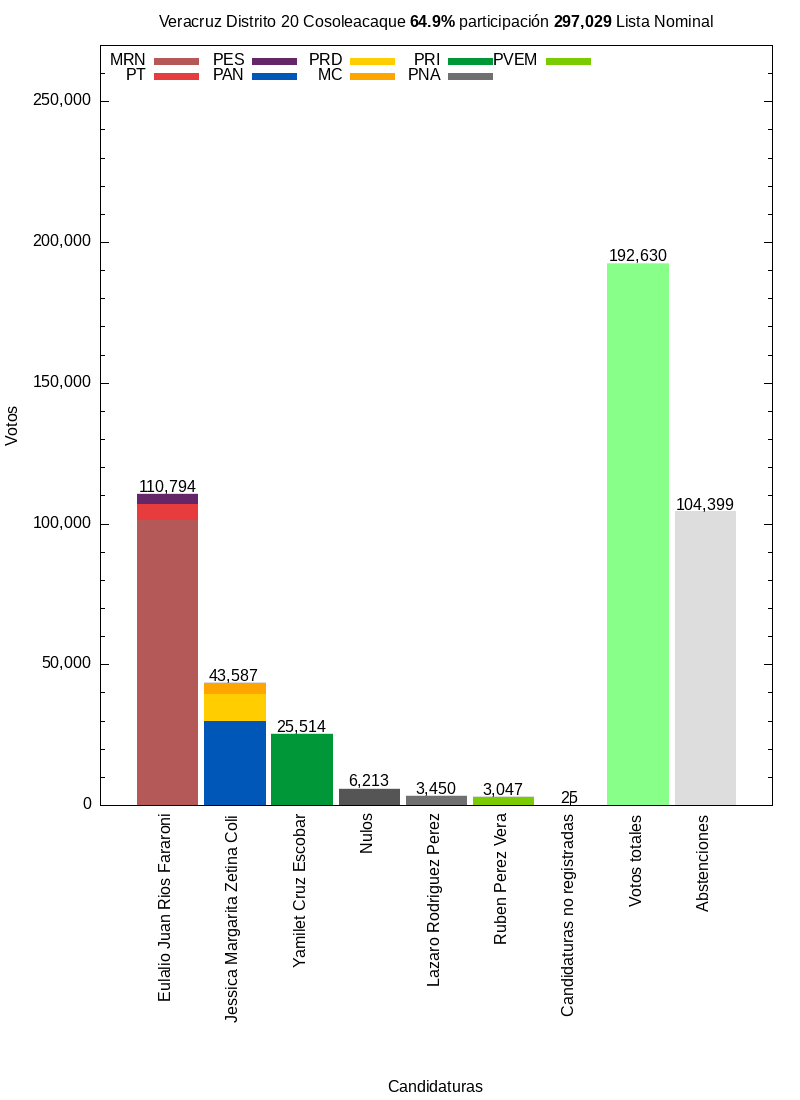 Veracruz Distrito 20 Cosoleacaque 64.9% participación 297,029 Lista Nominal
MRN PES PRD PRI PVEM
PT PAN MC PNA
250,000
200,000
150,000
100,000
50,000
0
Votos
110,794
43,587
25,514
6,213
3,450
3,047
25
192,630
104,399
Eulalio Juan Rios Fararoni
Jessica Margarita Zetina Coli
Yamilet Cruz Escobar
Nulos
Lazaro Rodriguez Perez
Ruben Perez Vera
Candidaturas no registradas
Votos totales
Abstenciones
Candidaturas